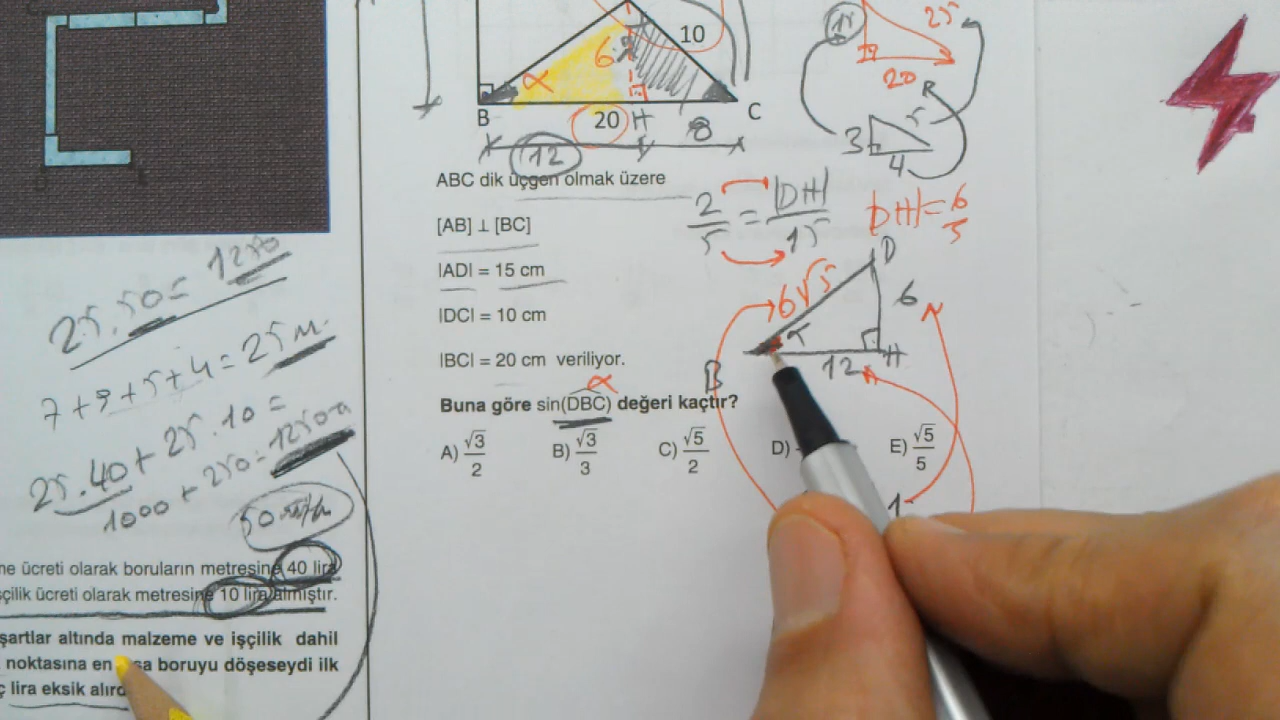 10
B
6
α
20
H
8
C
12
15
25
20
3
5
4
ABC dik üçgen olmak üzere
[AB] ⊥ [BC]
|AD| = 15 cm
|DC| = 10 cm
|BC| = 20 cm veriliyor.
α
Buna göre sin(DBC) değeri kaçtır?
A) √3/2
B) √3/3
C) √5/2
D)
E) √5/5
2/5 = |DH|/15
|DH| = 6
D
6√5
6
B
12
H
1
25.50 = 1250
7+9+5+4 = 25 m.
25.40 + 25.10 =
1000 + 250 = 1250
me ücreti olarak boruların metresine 40 lira
şçilik ücreti olarak metresine 10 lira almıştır.
şartlar altında malzeme ve işçilik dahil
noktasına en boruyu döşeseydi ilk
ç lira eksik